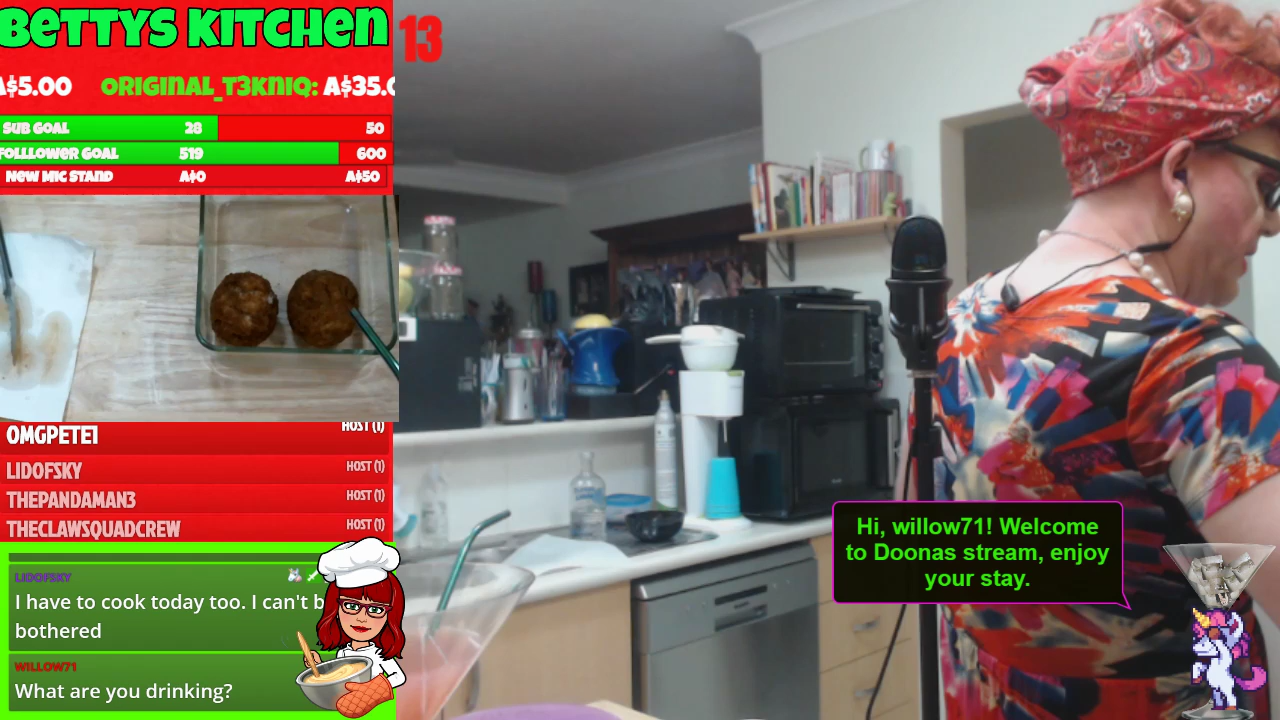 BETTYS KITCHEN
13
A$5.00 ORIGINAL_T3KNIQ: A$35.0
SUB GOAL 28 50
FOLLLOWER GOAL 519 600
NEW MIC STAND A$0 A$50
OMGPETE1 HOST (1)
LIDOFSKY HOST (1)
THEPANDAMAN3 HOST (1)
THECLAWSQUADCREW HOST (1)
LIDOFSKY
I have to cook today too. I can't b
bothered
WILLOW71
What are you drinking?
Hi, willow71! Welcome
to Doonas stream, enjoy
your stay.